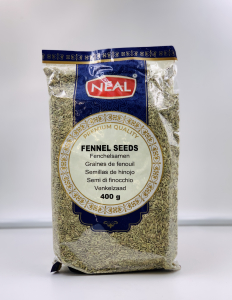 NEAL
PREMIUM QUALITY
FENNEL SEEDS
Fenchelsamen
Graines de fenouil
Semillas de hinojo
Semi di finocchio
Venkelzaad
400 g